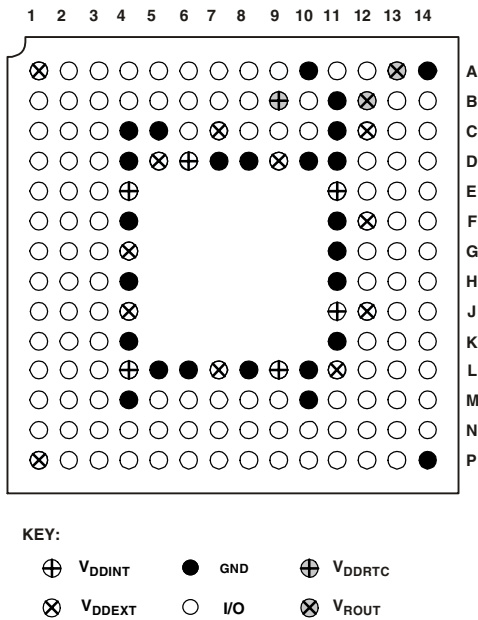 1 2 3 4 5 6 7 8 9 10 11 12 13 14
A
B
C
D
E
F
G
H
J
K
L
M
N
P
KEY:
VDDINT GND VDDRTC
VDDEXT I/O VROUT